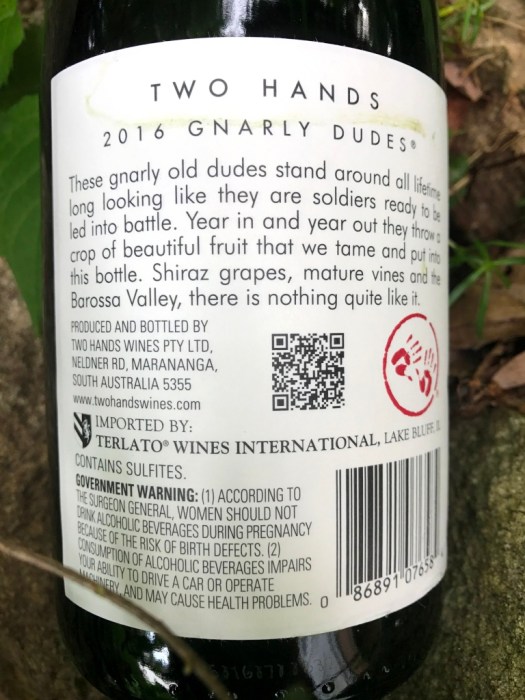 TWO HANDS
2016 GNARLY DUDES®
These gnarly old dudes stand around all lifetime
long looking like they are soldiers ready to be
led into battle. Year in and year out they throw a
crop of beautiful fruit that we tame and put into
this bottle. Shiraz grapes, mature vines and the
Barossa Valley, there is nothing quite like it.
PRODUCED AND BOTTLED BY
TWO HANDS WINES PTY LTD,
NELDNER RD, MARANANGA,
SOUTH AUSTRALIA 5355
www.twohandswines.com
IMPORTED BY:
TERLATO® WINES INTERNATIONAL, LAKE BLUFF, IL
CONTAINS SULFITES.
GOVERNMENT WARNING: (1) ACCORDING TO
THE SURGEON GENERAL, WOMEN SHOULD NOT
DRINK ALCOHOLIC BEVERAGES DURING PREGNANCY
BECAUSE OF THE RISK OF BIRTH DEFECTS. (2)
CONSUMPTION OF ALCOHOLIC BEVERAGES IMPAIRS
YOUR ABILITY TO DRIVE A CAR OR OPERATE
MACHINERY, AND MAY CAUSE HEALTH PROBLEMS.
0 86891 07656